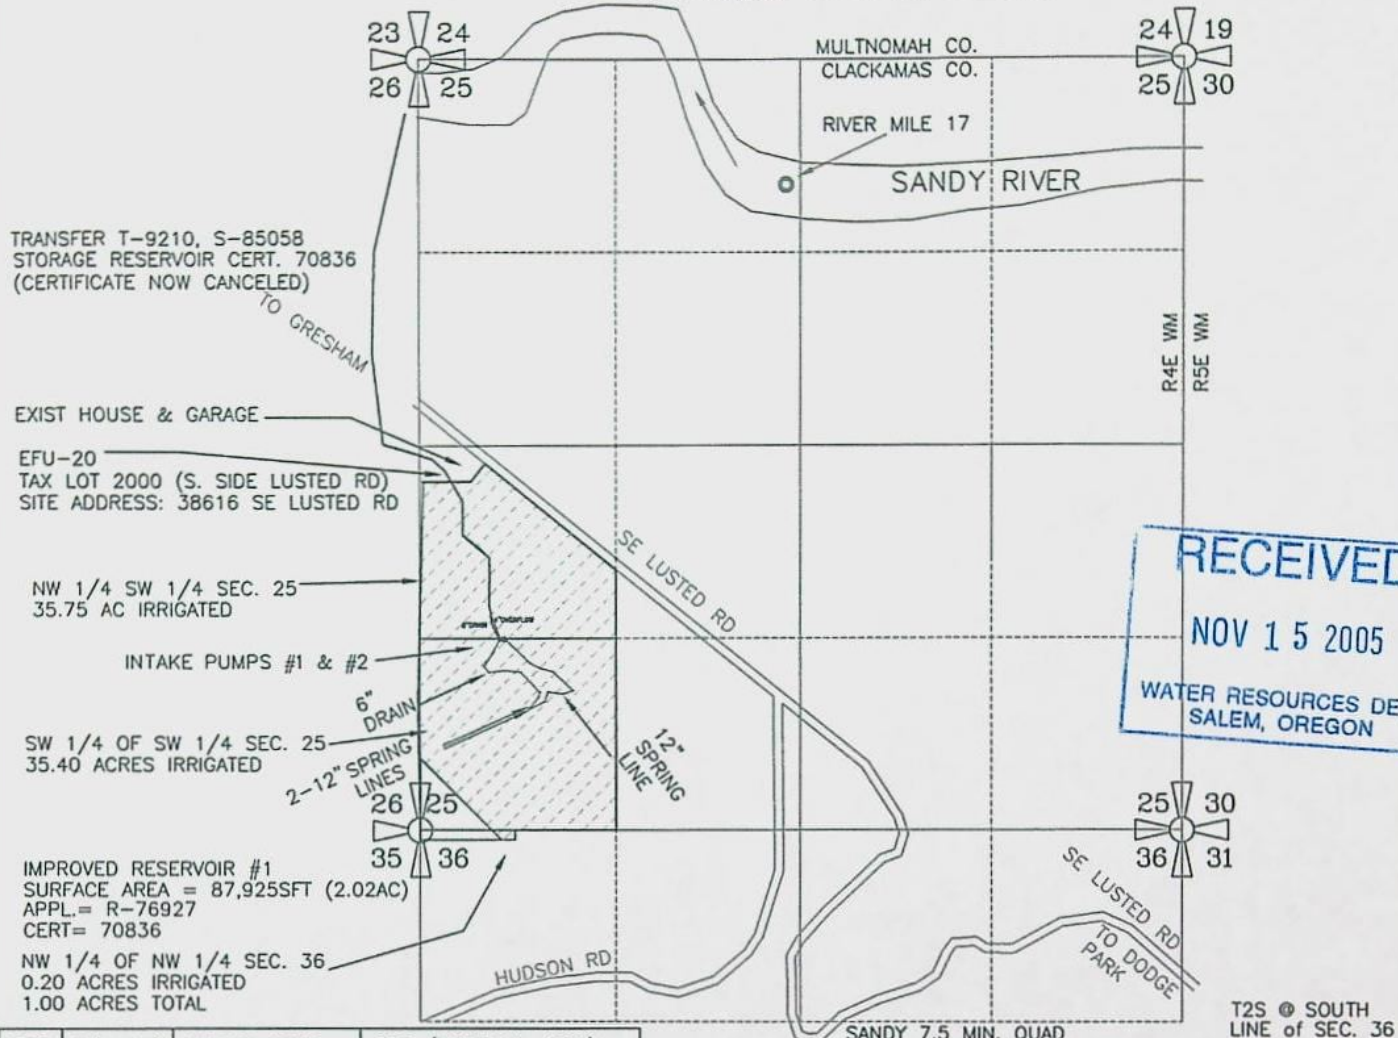 23 24
26 25
MULTNOMAH CO.
CLACKAMAS CO.
24 19
25 30
RIVER MILE 17
SANDY RIVER
TRANSFER T-9210, S-85058
STORAGE RESERVOIR CERT. 70836
(CERTIFICATE NOW CANCELED)
TO GRESHAM
R4E WM
R5E WM
EXIST HOUSE & GARAGE
EFU-20
TAX LOT 2000 (S. SIDE LUSTED RD)
SITE ADDRESS: 38616 SE LUSTED RD
SE LUSTED RD
RECEIVED
NOV 15 2005
WATER RESOURCES DE
SALEM, OREGON
NW 1/4 SW 1/4 SEC. 25
35.75 AC IRRIGATED
INTAKE PUMPS #1 & #2
6"
DRAIN
SW 1/4 OF SW 1/4 SEC. 25
35.40 ACRES IRRIGATED
2-12" SPRING
LINES
12"
SPRING
LINE
26 25
35 36
25 30
36 31
IMPROVED RESERVOIR #1
SURFACE AREA = 87,925SFT (2.02AC)
APPL.= R-76927
CERT= 70836
NW 1/4 OF NW 1/4 SEC. 36
0.20 ACRES IRRIGATED
1.00 ACRES TOTAL
HUDSON RD
SE LUSTED RD
TO DODGE
PARK
SANDY 7.5 MIN. QUAD
T2S @ SOUTH
LINE of SEC. 36